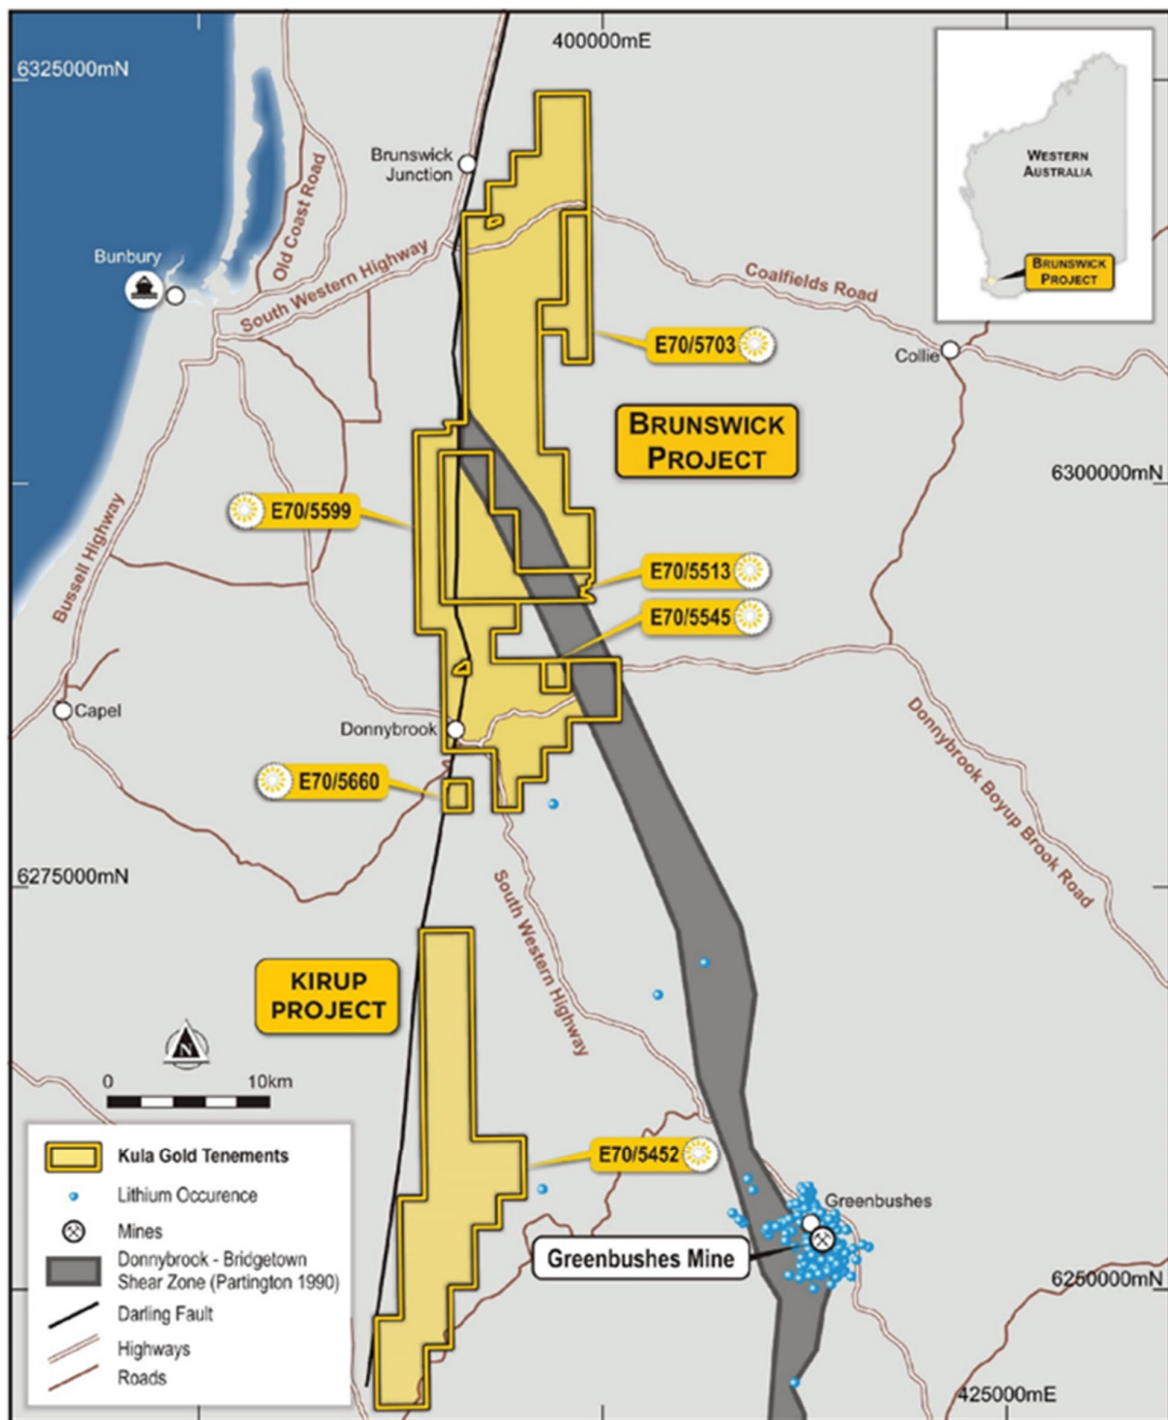 400000mE
6325000mN
Brunswick
Junction
WESTERN
AUSTRALIA
Old Coast Road
Bunbury
South Western Highway
BRUNSWICK
PROJECT
Coalfields Road
E70/5703
Collie
BRUNSWICK
PROJECT
6300000mN
E70/5599
Bussell Highway
E70/5513
E70/5545
Capel
Donnybrook
Donnybrook Boyup Brook Road
E70/5660
6275000mN
South Western Highway
KIRUP
PROJECT
N
0 10km
E70/5452
Kula Gold Tenements
Lithium Occurence
Mines
Donnybrook - Bridgetown
Shear Zone (Partington 1990)
Darling Fault
Highways
Roads
Greenbushes
Greenbushes Mine
6250000mN
425000mE